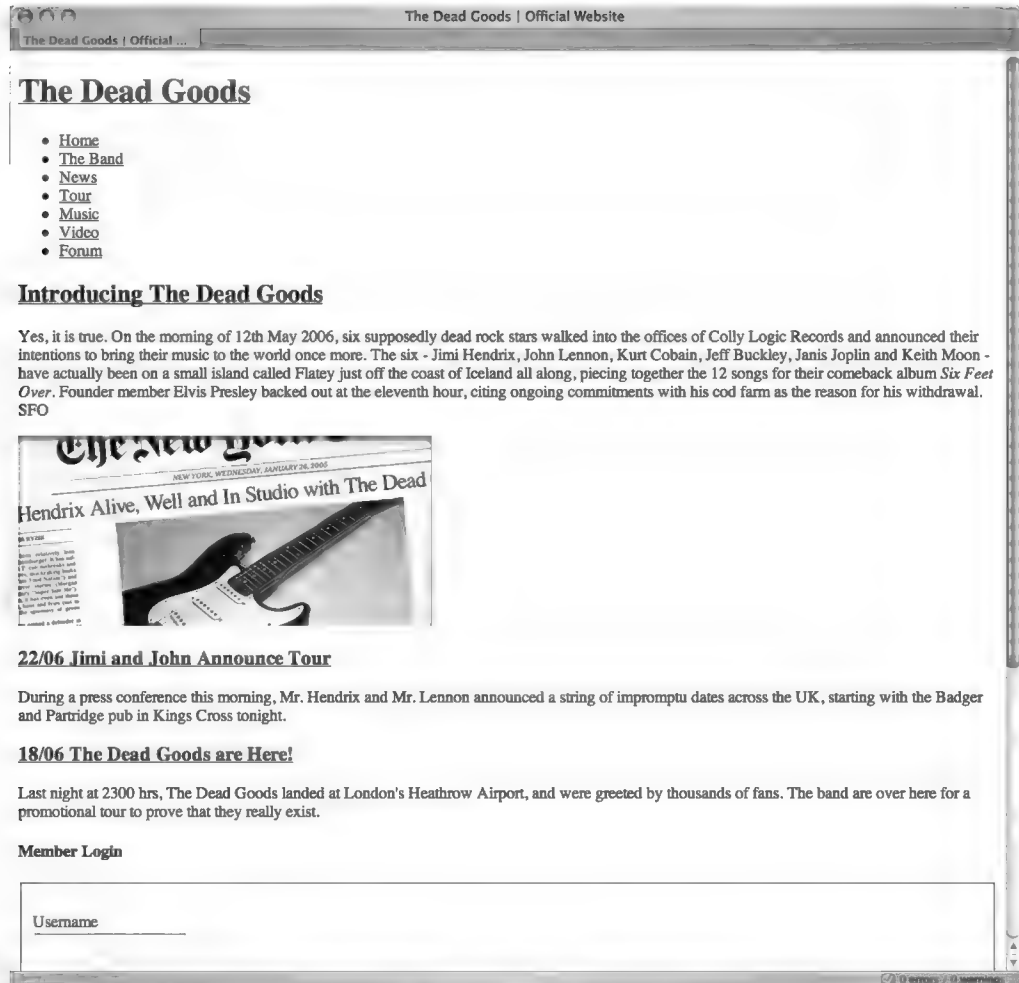 The Dead Goods | Official Website
The Dead Goods | Official ...
The Dead Goods
• Home
• The Band
• News
• Tour
• Music
• Video
• Forum
Introducing The Dead Goods
Yes, it is true. On the morning of 12th May 2006, six supposedly dead rock stars walked into the offices of Colly Logic Records and announced their
intentions to bring their music to the world once more. The six - Jimi Hendrix, John Lennon, Kurt Cobain, Jeff Buckley, Janis Joplin and Keith Moon -
have actually been on a small island called Flatey just off the coast of Iceland all along, piecing together the 12 songs for their comeback album Six Feet
Over. Founder member Elvis Presley backed out at the eleventh hour, citing ongoing commitments with his cod farm as the reason for his withdrawal.
SFO
The New
NEW YORK, WEDNESDAY, JANUARY 26, 2005
Hendrix Alive, Well and In Studio with The Dead
22/06 Jimi and John Announce Tour
During a press conference this morning, Mr. Hendrix and Mr. Lennon announced a string of impromptu dates across the UK, starting with the Badger
and Partridge pub in Kings Cross tonight.
18/06 The Dead Goods are Here!
Last night at 2300 hrs, The Dead Goods landed at London's Heathrow Airport, and were greeted by thousands of fans. The band are over here for a
promotional tour to prove that they really exist.
Member Login
Username
0 errors / 0 warnings